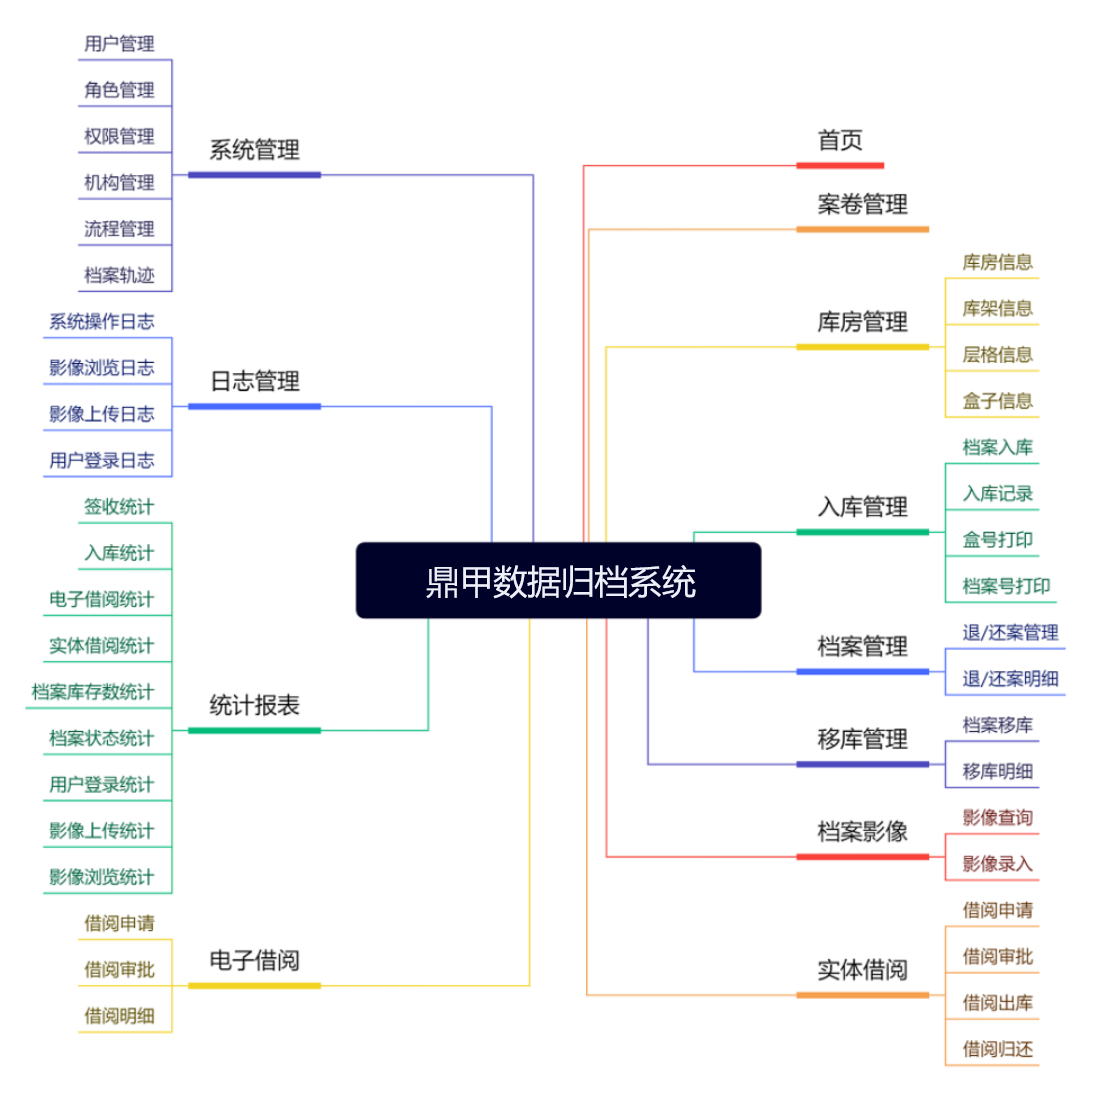 鼎甲数据归档系统
首页
案卷管理
库房管理
库房信息
库架信息
层格信息
盒子信息
入库管理
档案入库
入库记录
盒号打印
档案号打印
档案管理
退/还案管理
退/还案明细
移库管理
档案移库
移库明细
档案影像
影像查询
影像录入
实体借阅
借阅申请
借阅审批
借阅出库
借阅归还
系统管理
用户管理
角色管理
权限管理
机构管理
流程管理
档案轨迹
日志管理
系统操作日志
影像浏览日志
影像上传日志
用户登录日志
统计报表
签收统计
入库统计
电子借阅统计
实体借阅统计
档案库存数统计
档案状态统计
用户登录统计
影像上传统计
影像浏览统计
电子借阅
借阅申请
借阅审批
借阅明细